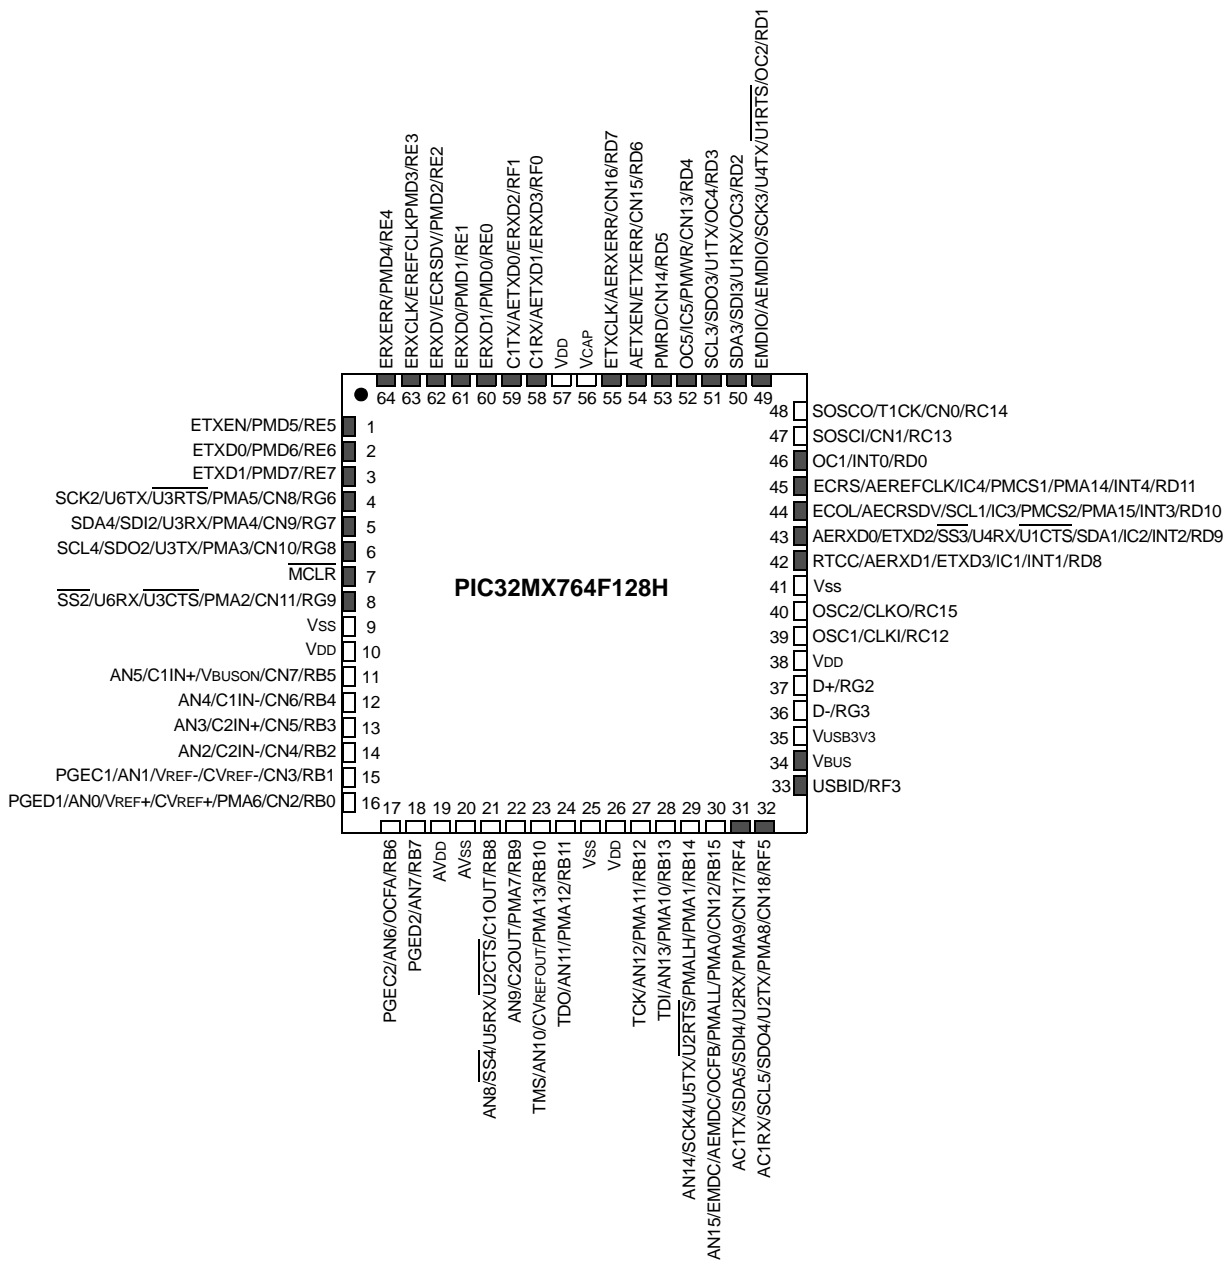 ERXERR/PMD4/RE4
ERXCLK/EREFCLKPMD3/RE3
ERXDV/ECRSDV/PMD2/RE2
ERXD0/PMD1/RE1
ERXD1/PMD0/RE0
C1TX/AETXD0/ERXD2/RF1
C1RX/AETXD1/ERXD3/RF0
VDD
VCAP
ETXCLK/AERXERR/CN16/RD7
AETXEN/ETXERR/CN15/RD6
PMRD/CN14/RD5
OC5/IC5/PMWR/CN13/RD4
SCL3/SDO3/U1TX/OC4/RD3
SDA3/SDI3/U1RX/OC3/RD2
EMDIO/AEMDIO/SCK3/U4TX/U1RTS/OC2/RD1
64 63 62 61 60 59 58 57 56 55 54 53 52 51 50 49
ETXEN/PMD5/RE5 1
ETXD0/PMD6/RE6 2
ETXD1/PMD7/RE7 3
SCK2/U6TX/U3RTS/PMA5/CN8/RG6 4
SDA4/SDI2/U3RX/PMA4/CN9/RG7 5
SCL4/SDO2/U3TX/PMA3/CN10/RG8 6
MCLR 7
SS2/U6RX/U3CTS/PMA2/CN11/RG9 8
VSS 9
VDD 10
AN5/C1IN+/VBUSON/CN7/RB5 11
AN4/C1IN-/CN6/RB4 12
AN3/C2IN+/CN5/RB3 13
AN2/C2IN-/CN4/RB2 14
PGEC1/AN1/VREF-/CVREF-/CN3/RB1 15
PGED1/AN0/VREF+/CVREF+/PMA6/CN2/RB0 16
PIC32MX764F128H
48 SOSCO/T1CK/CN0/RC14
47 SOSCI/CN1/RC13
46 OC1/INT0/RD0
45 ECRS/AEREFCLK/IC4/PMCS1/PMA14/INT4/RD11
44 ECOL/AECRSDV/SCL1/IC3/PMCS2/PMA15/INT3/RD10
43 AERXD0/ETXD2/SS3/U4RX/U1CTS/SDA1/IC2/INT2/RD9
42 RTCC/AERXD1/ETXD3/IC1/INT1/RD8
41 Vss
40 OSC2/CLKO/RC15
39 OSC1/CLKI/RC12
38 VDD
37 D+/RG2
36 D-/RG3
35 VUSB3V3
34 VBUS
33 USBID/RF3
17 18 19 20 21 22 23 24 25 26 27 28 29 30 31 32
PGEC2/AN6/OCFA/RB6
PGED2/AN7/RB7
AVDD
AVSS
AN8/SS4/U5RX/U2CTS/C1OUT/RB8
AN9/C2OUT/PMA7/RB9
TMS/AN10/CVREFOUT/PMA13/RB10
TDO/AN11/PMA12/RB11
VSS
VDD
TCK/AN12/PMA11/RB12
TDI/AN13/PMA10/RB13
AN14/SCK4/U5TX/U2RTS/PMALH/PMA1/RB14
AN15/EMDC/AEMDC/OCFB/PMALL/PMA0/CN12/RB15
AC1TX/SDA5/SDI4/U2RX/PMA9/CN17/RF4
AC1RX/SCL5/SDO4/U2TX/PMA8/CN18/RF5